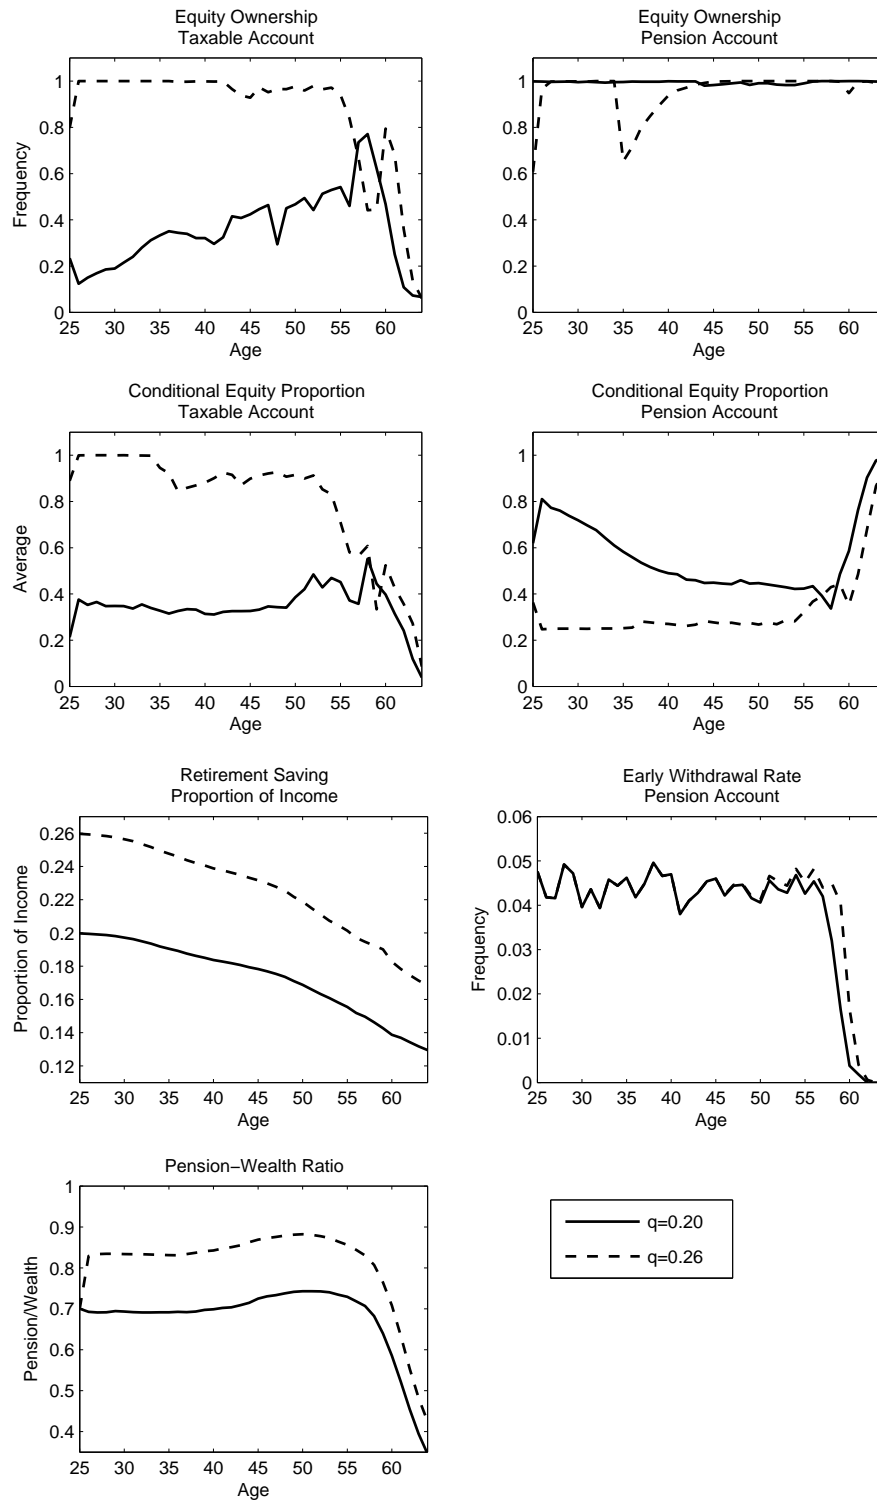 Equity Ownership
Taxable Account
1
0.8
0.6
0.4
0.2
0
Frequency
25 30 35 40 45 50 55 60
Age
Equity Ownership
Pension Account
1
0.8
0.6
0.4
0.2
0
25 30 35 40 45 50 55 60
Age
Conditional Equity Proportion
Taxable Account
1
0.8
0.6
0.4
0.2
0
Average
25 30 35 40 45 50 55 60
Age
Conditional Equity Proportion
Pension Account
1
0.8
0.6
0.4
0.2
0
25 30 35 40 45 50 55 60
Age
Retirement Saving
Proportion of Income
0.26
0.24
0.22
0.2
0.18
0.16
0.14
0.12
Proportion of Income
25 30 35 40 45 50 55 60
Age
Early Withdrawal Rate
Pension Account
0.06
0.05
0.04
0.03
0.02
0.01
0
Frequency
25 30 35 40 45 50 55 60
Age
Pension−Wealth Ratio
1
0.9
0.8
0.7
0.6
0.5
0.4
Pension/Wealth
25 30 35 40 45 50 55 60
Age
q=0.20
q=0.26